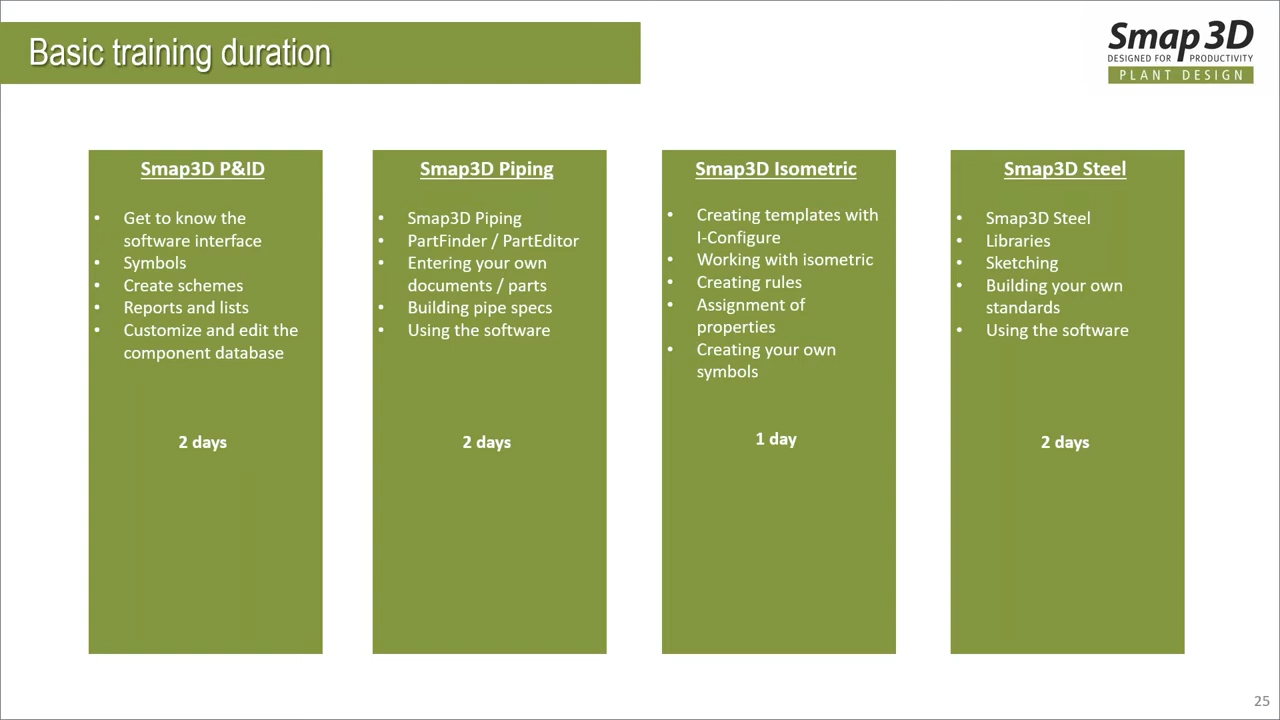 Basic training duration
Smap3D
DESIGNED FOR PRODUCTIVITY
PLANT DESIGN
Smap3D P&ID
• Get to know the
software interface
• Symbols
• Create schemes
• Reports and lists
• Customize and edit the
component database
2 days
Smap3D Piping
• Smap3D Piping
• PartFinder / PartEditor
• Entering your own
documents / parts
• Building pipe specs
• Using the software
2 days
Smap3D Isometric
• Creating templates with
I-Configure
• Working with isometric
• Creating rules
• Assignment of
properties
• Creating your own
symbols
1 day
Smap3D Steel
• Smap3D Steel
• Libraries
• Sketching
• Building your own
standards
• Using the software
2 days
25